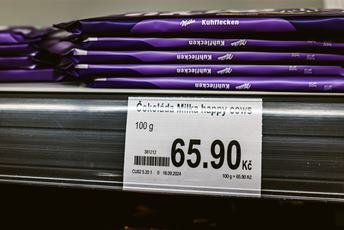 Milka Kuhflecken
Kuhflecken
Kuhflecken
Kuhflecken
Čokoláda Milka happy cows
100 g
381212
65.90 Kč
18.09.2024
100 g = 65.90 Kč